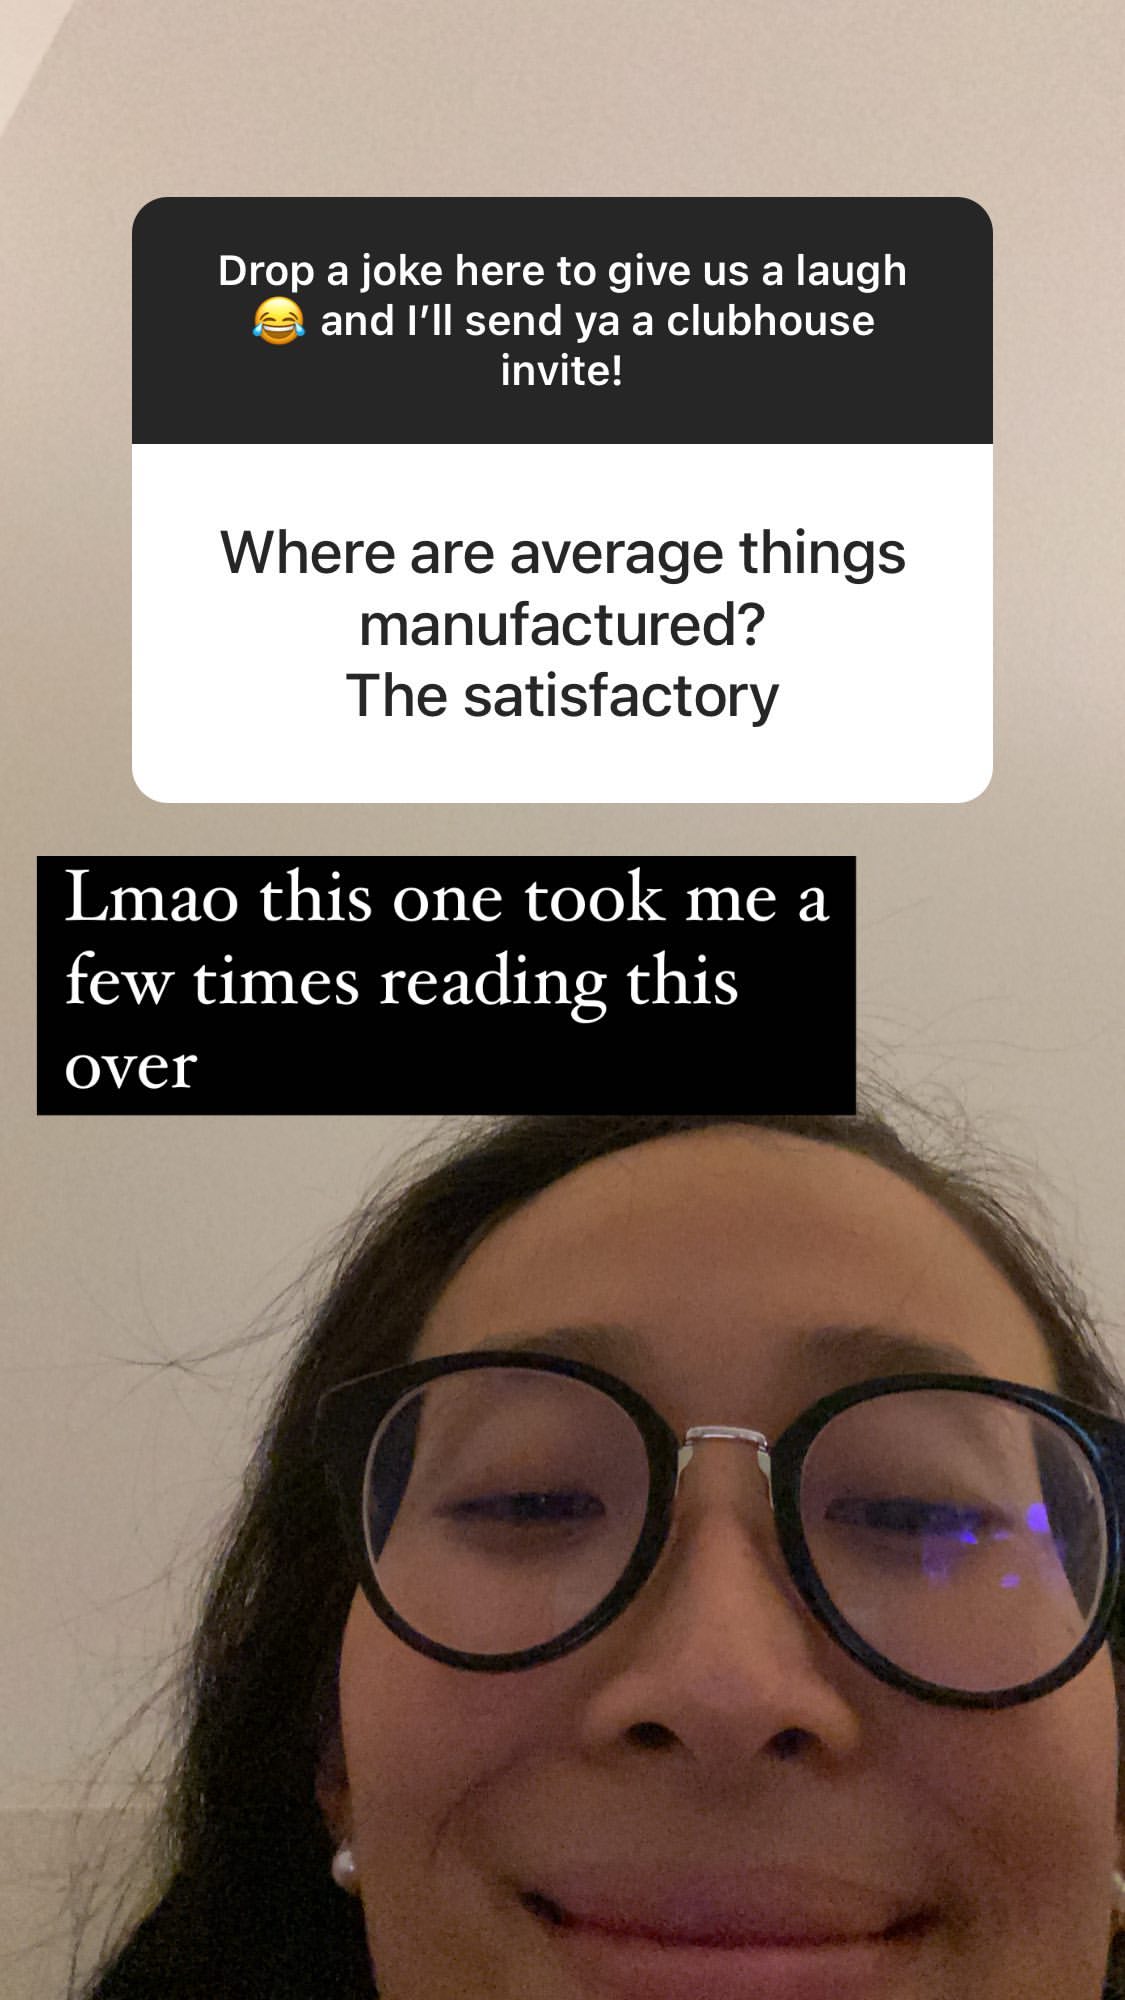 Drop a joke here to give us a laugh
😂 and I’ll send ya a clubhouse
invite!
Where are average things
manufactured?
The satisfactory
Lmao this one took me a
few times reading this
over